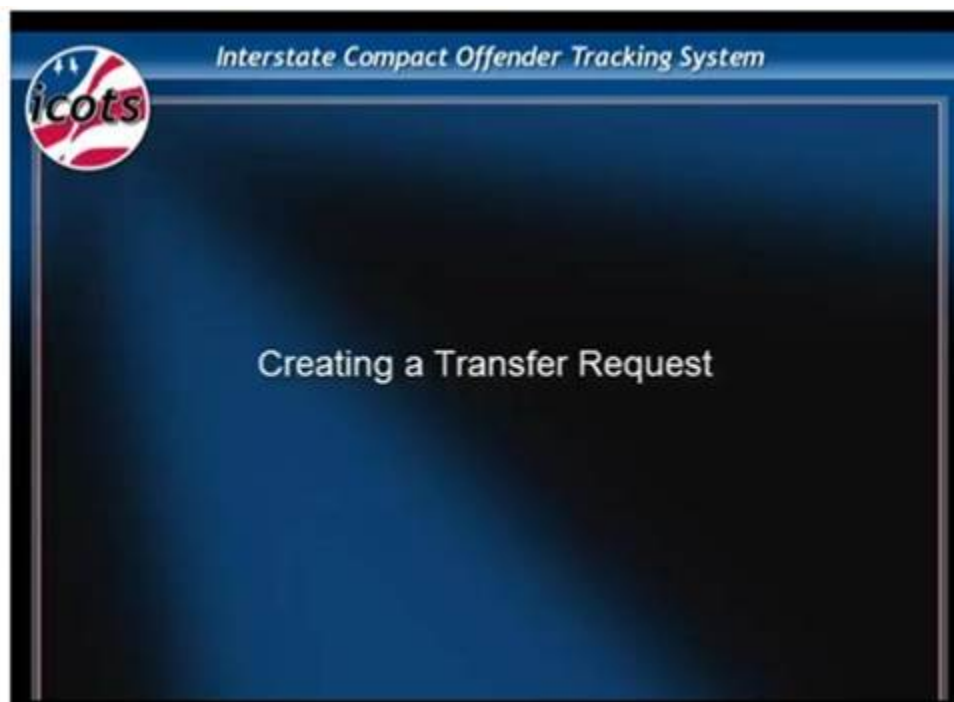 Interstate Compact Offender Tracking System
icots
Creating a Transfer Request